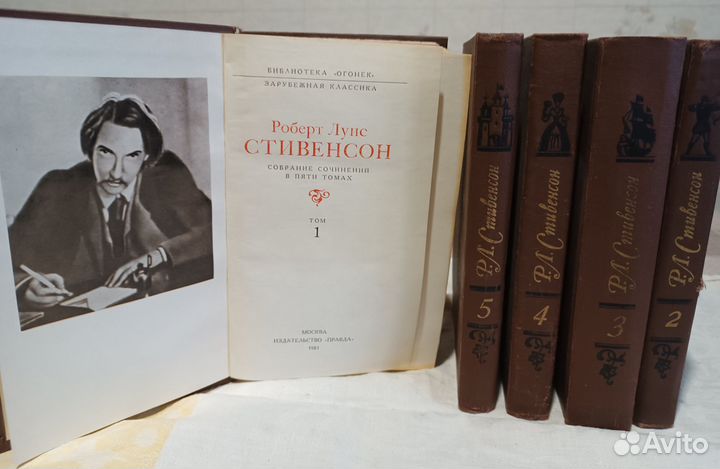 БИБЛИОТЕКА «ОГОНЕК»
ЗАРУБЕЖНАЯ КЛАССИКА
Роберт Луис
СТИВЕНСОН
СОБРАНИЕ СОЧИНЕНИЙ
В ПЯТИ ТОМАХ
ТОМ
1
МОСКВА
ИЗДАТЕЛЬСТВО «ПРАВДА»
1981
Р.Л. Стивенсон
5
Р.Л. Стивенсон
4
Р.Л. Стивенсон
3
Р.Л. Стивенсон
2
Avito